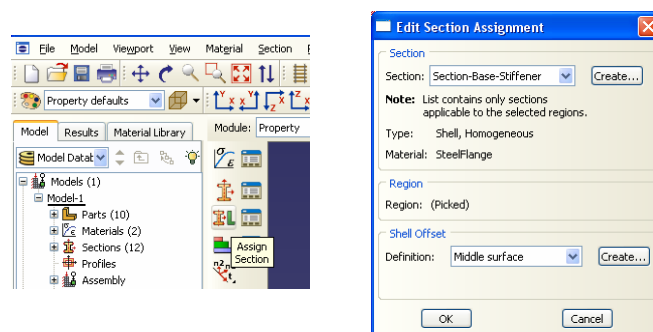 File Model Viewport View Material Section
Property defaults
Model Results Material Library Module: Property
Model Datab
Models (1)
Model-1
Parts (10)
Materials (2)
Sections (12)
Profiles
Assembly
Assign
Section
Edit Section Assignment
Section
Section: Section-Base-Stiffener Create...
Note: List contains only sections
applicable to the selected regions.
Type: Shell, Homogeneous
Material: SteelFlange
Region
Region: (Picked)
Shell Offset
Definition: Middle surface Create...
OK Cancel